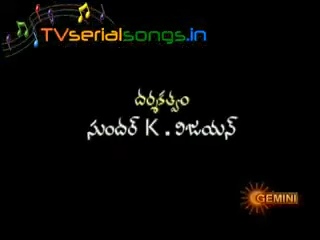 TVserialsongs.in
దర్శకత్వం
సుందర్ K . విజయన్
GEMINI